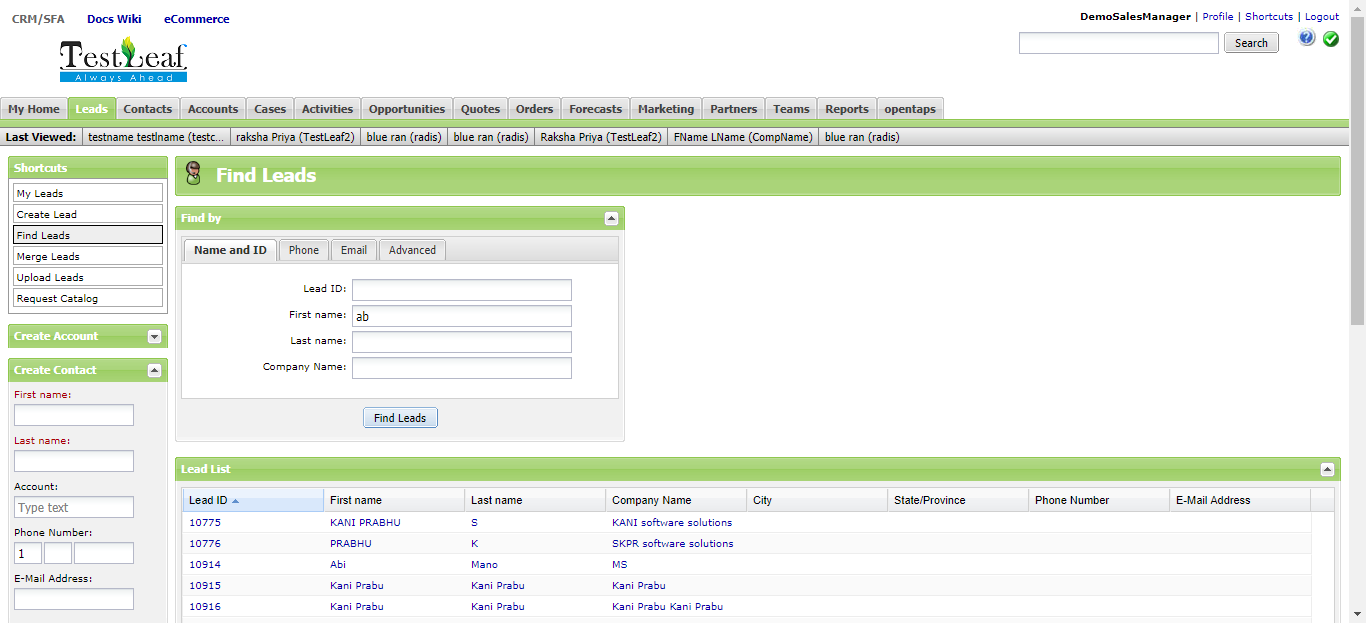 CRM/SFA Docs Wiki eCommerce
DemoSalesManager | Profile | Shortcuts | Logout
TestLeaf
Always Ahead
Search
My Home Leads Contacts Accounts Cases Activities Opportunities Quotes Orders Forecasts Marketing Partners Teams Reports opentaps
Last Viewed: testname testlname (testc... raksha Priya (TestLeaf2) blue ran (radis) blue ran (radis) Raksha Priya (TestLeaf2) FName LName (CompName) blue ran (radis)
Shortcuts
My Leads
Create Lead
Find Leads
Merge Leads
Upload Leads
Request Catalog
Create Account
Create Contact
First name:
Last name:
Account:
Type text
Phone Number:
1
E-Mail Address:
Find Leads
Find by
Name and ID Phone Email Advanced
Lead ID:
First name: ab
Last name:
Company Name:
Find Leads
Lead List
Lead ID First name Last name Company Name City State/Province Phone Number E-Mail Address
10775 KANI PRABHU S KANI software solutions
10776 PRABHU K SKPR software solutions
10914 Abi Mano MS
10915 Kani Prabu Kani Prabu Kani Prabu
10916 Kani Prabu Kani Prabu Kani Prabu Kani Prabu